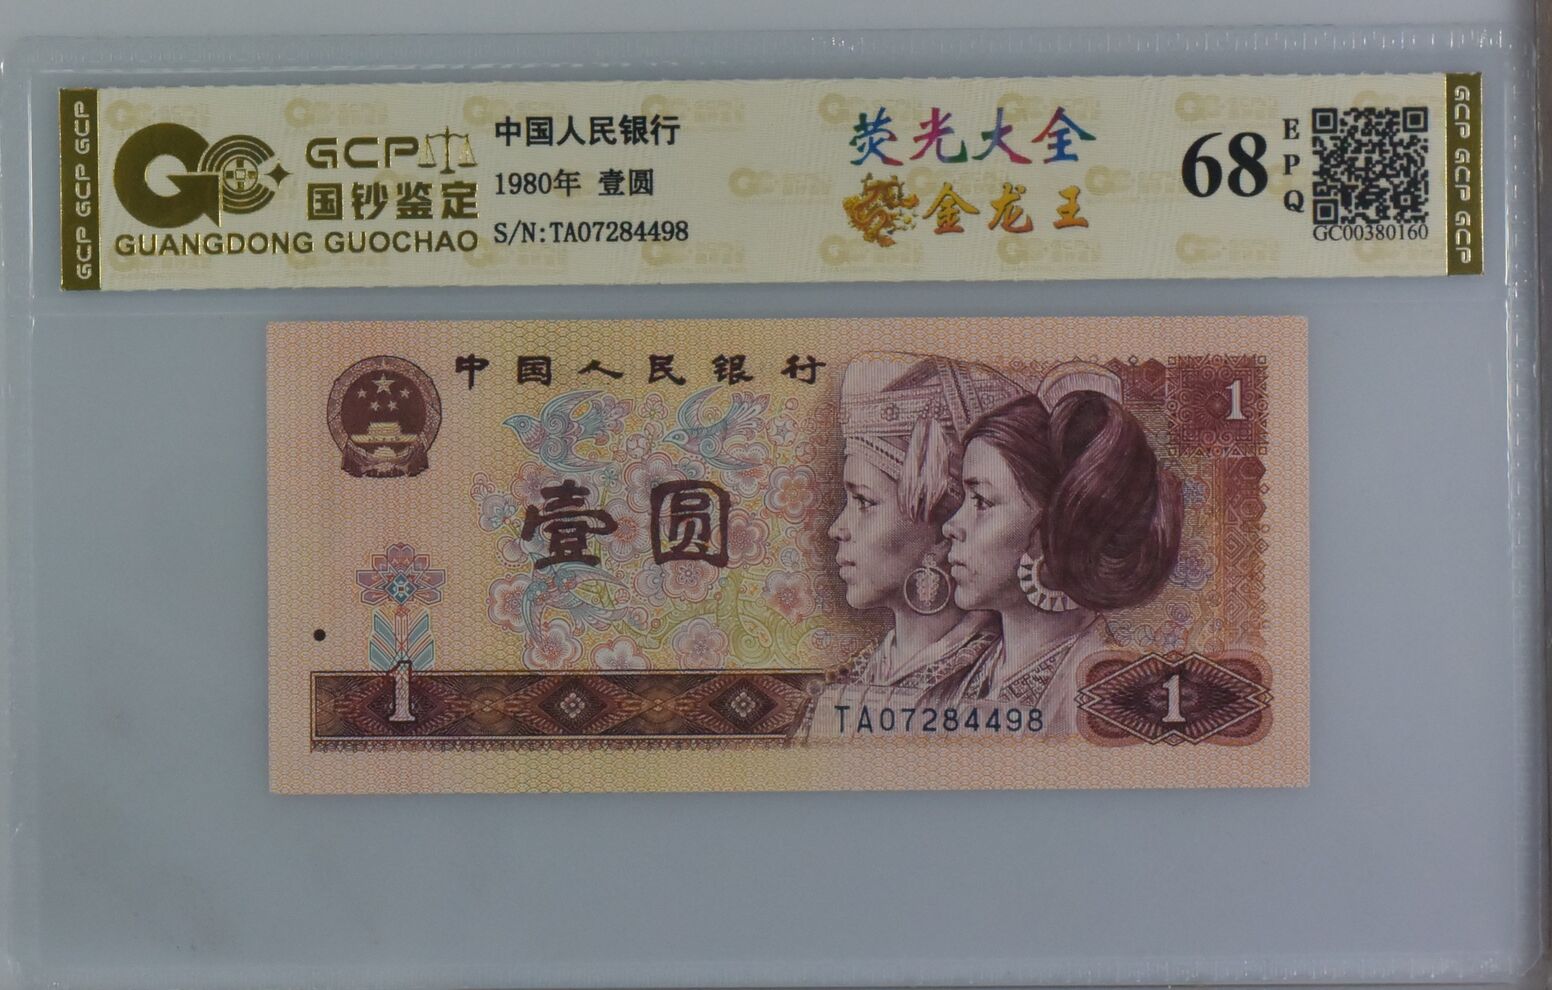 GCP GCP GCP
GCP
国钞鉴定
GUANGDONG GUOCHAO
中国人民银行
1980年 壹圆
S/N:TA07284498
荧光大全
金龙王
68
EPQ
GC00380160
GCP GCP GCP
中国人民银行
1
壹圆
1
TA07284498
1